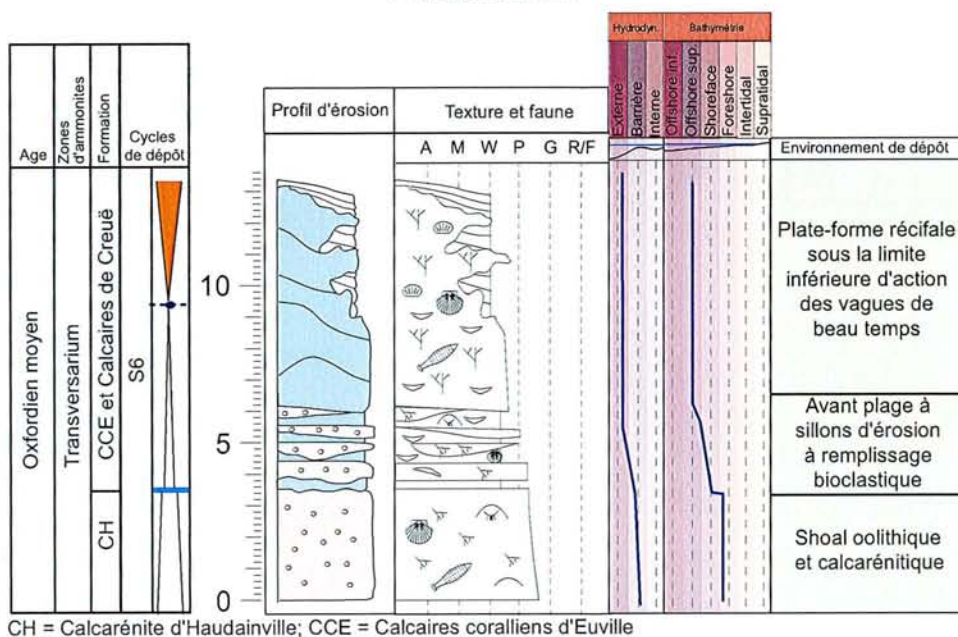 Hydrodyn.
Bathymétrie
Externe
Barrière
Interne
Offshore inf.
Offshore sup.
Shoreface
Foreshore
Intertidal
Supratidal
Age
Zones
d'ammonites
Formation
Cycles
de dépôt
Profil d'érosion
Texture et faune
A M W P G R/F
Environnement de dépôt
Oxfordien moyen
Transversarium
CCE et Calcaires de Creuë
CH
S6
10
5
0
Plate-forme récifale
sous la limite
inférieure d'action
des vagues de
beau temps
Avant plage à
sillons d'érosion
à remplissage
bioclastique
Shoal oolithique
et calcarénitique
CH = Calcarénite d'Haudainville; CCE = Calcaires coralliens d'Euville